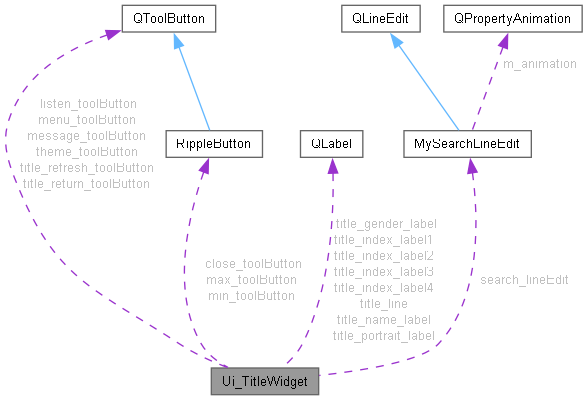 QToolButton
QLineEdit
QPropertyAnimation
m_animation
listen_toolButton
menu_toolButton
message_toolButton
theme_toolButton
title_refresh_toolButton
title_return_toolButton
RippleButton
QLabel
MySearchLineEdit
close_toolButton
max_toolButton
min_toolButton
title_gender_label
title_index_label1
title_index_label2
title_index_label3
title_index_label4
title_line
title_name_label
title_portrait_label
search_lineEdit
Ui_TitleWidget